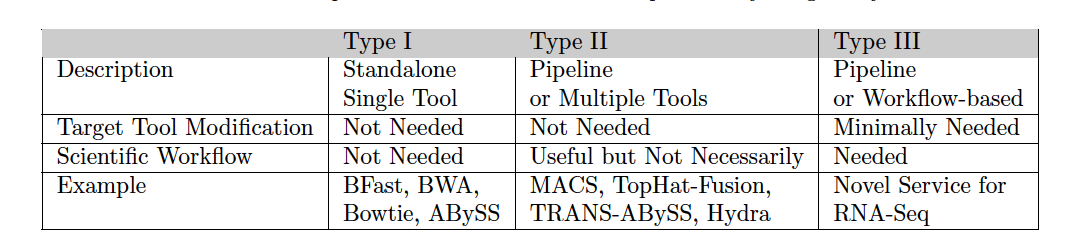 Type I Type II Type III
Description Standalone Pipeline Pipeline
Single Tool or Multiple Tools or Workflow-based
Target Tool Modification Not Needed Not Needed Minimally Needed
Scientific Workflow Not Needed Useful but Not Necessarily Needed
Example BFast, BWA, MACS, TopHat-Fusion, Novel Service for
Bowtie, ABySS TRANS-ABySS, Hydra RNA-Seq